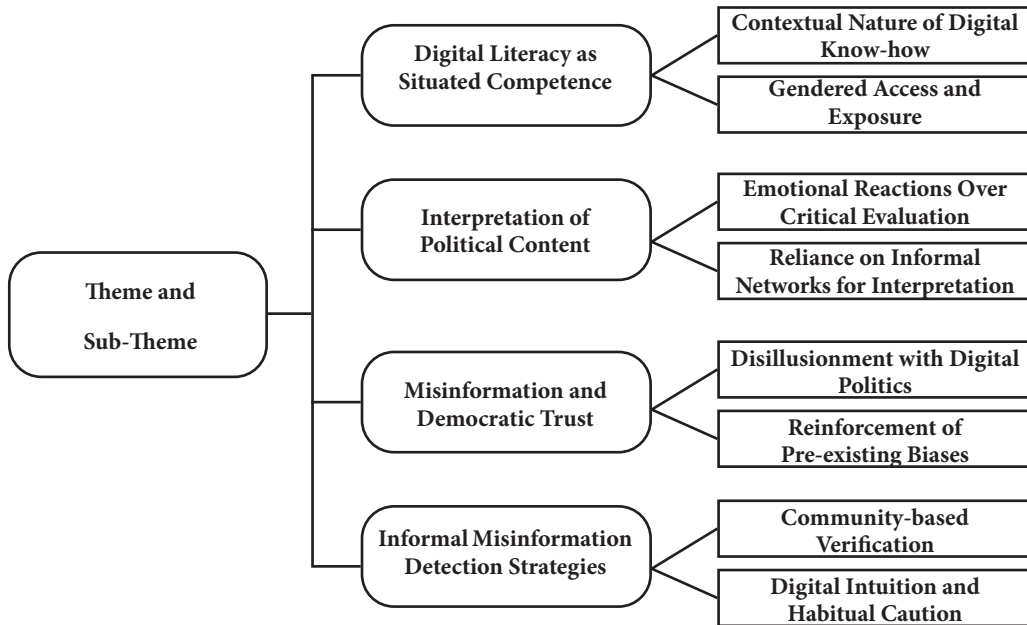 Theme and
Sub-Theme
Digital Literacy as
Situated Competence
Contextual Nature of Digital
Know-how
Gendered Access and
Exposure
Interpretation of
Political Content
Emotional Reactions Over
Critical Evaluation
Reliance on Informal
Networks for Interpretation
Misinformation and
Democratic Trust
Disillusionment with Digital
Politics
Reinforcement of
Pre-existing Biases
Informal Misinformation
Detection Strategies
Community-based
Verification
Digital Intuition and
Habitual Caution